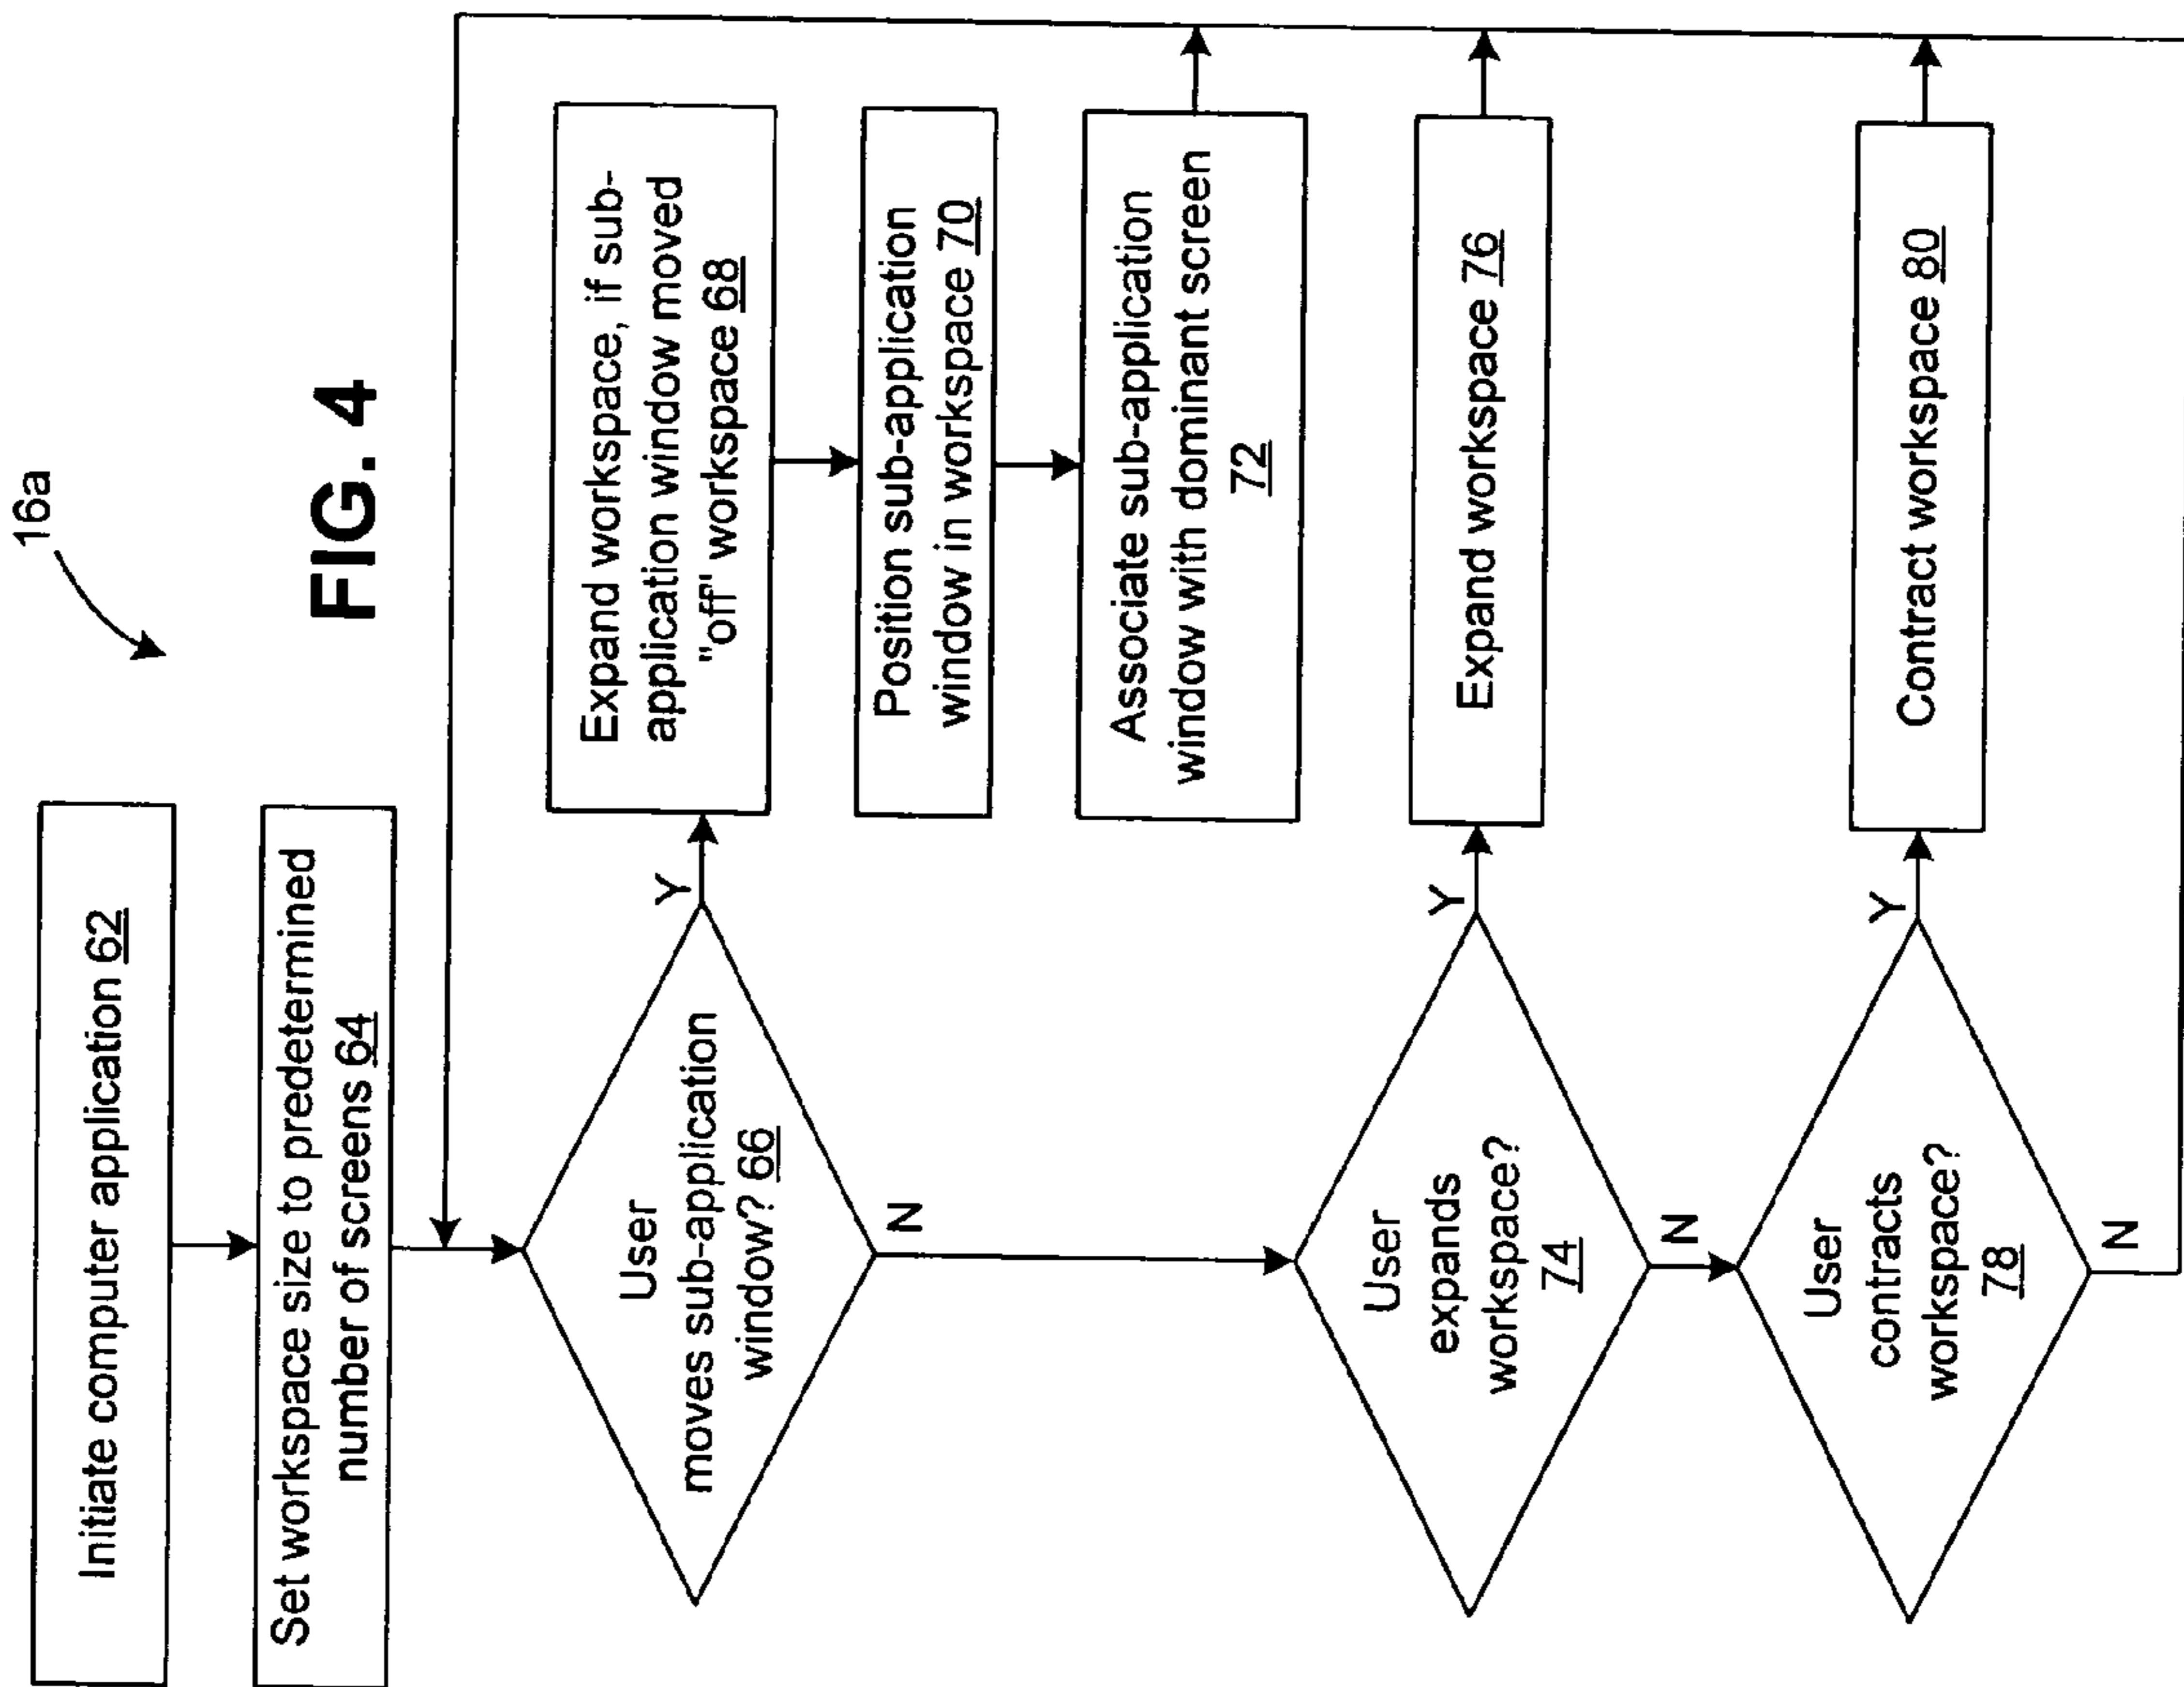 16a
FIG. 4
Initiate computer application 62
Set workspace size to predetermined
number of screens 64
User
moves sub-application
window? 66
Y
N
Expand workspace, if sub-
application window moved
"off" workspace 68
Position sub-application
window in workspace 70
Associate sub-application
window with dominant screen
72
User
expands
workspace?
74
Y
N
Expand workspace 76
User
contracts
workspace?
78
Y
N
Contract workspace 80